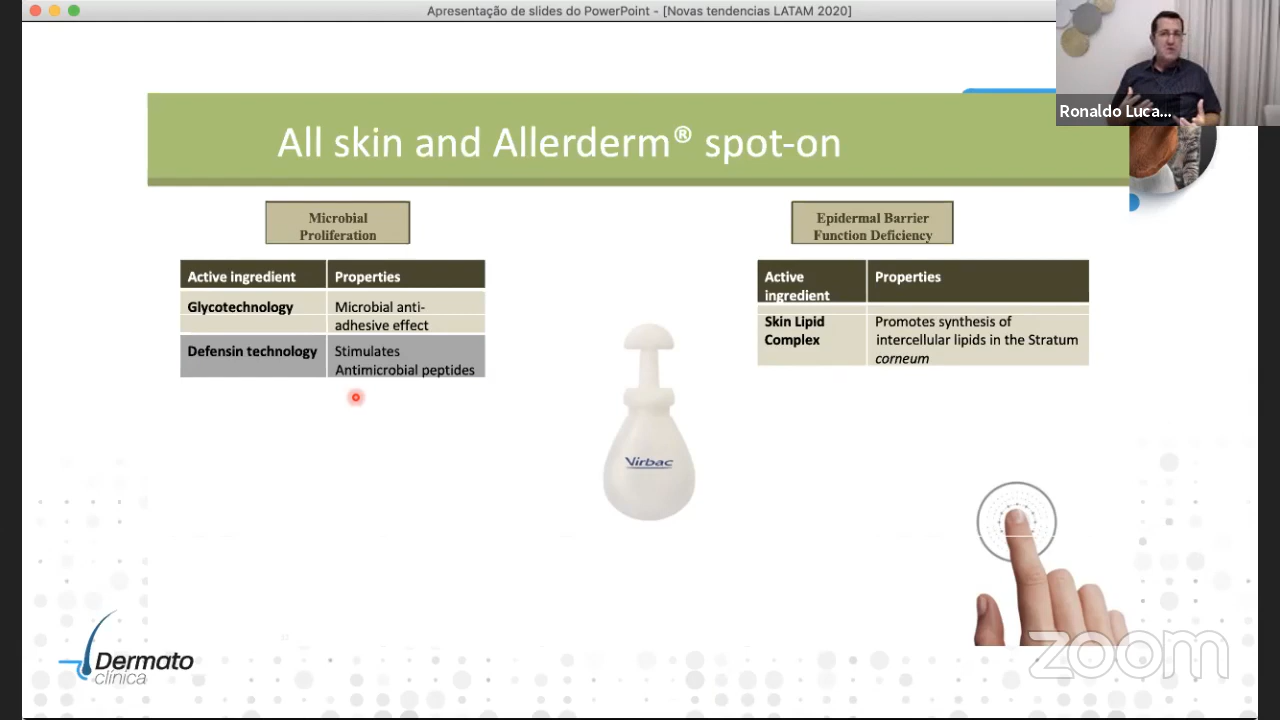 Apresentação de slides do PowerPoint - [Novas tendencias LATAM 2020]
Ronaldo Luca...
All skin and Allerderm® spot-on
Microbial
Proliferation
Active ingredient Properties
Glycotechnology Microbial anti-
adhesive effect
Defensin technology Stimulates
Antimicrobial peptides
Virbac
Epidermal Barrier
Function Deficiency
Active
ingredient
Properties
Skin Lipid
Complex
Promotes synthesis of
intercellular lipids in the Stratum
corneum
Dermato
clínica
zoom